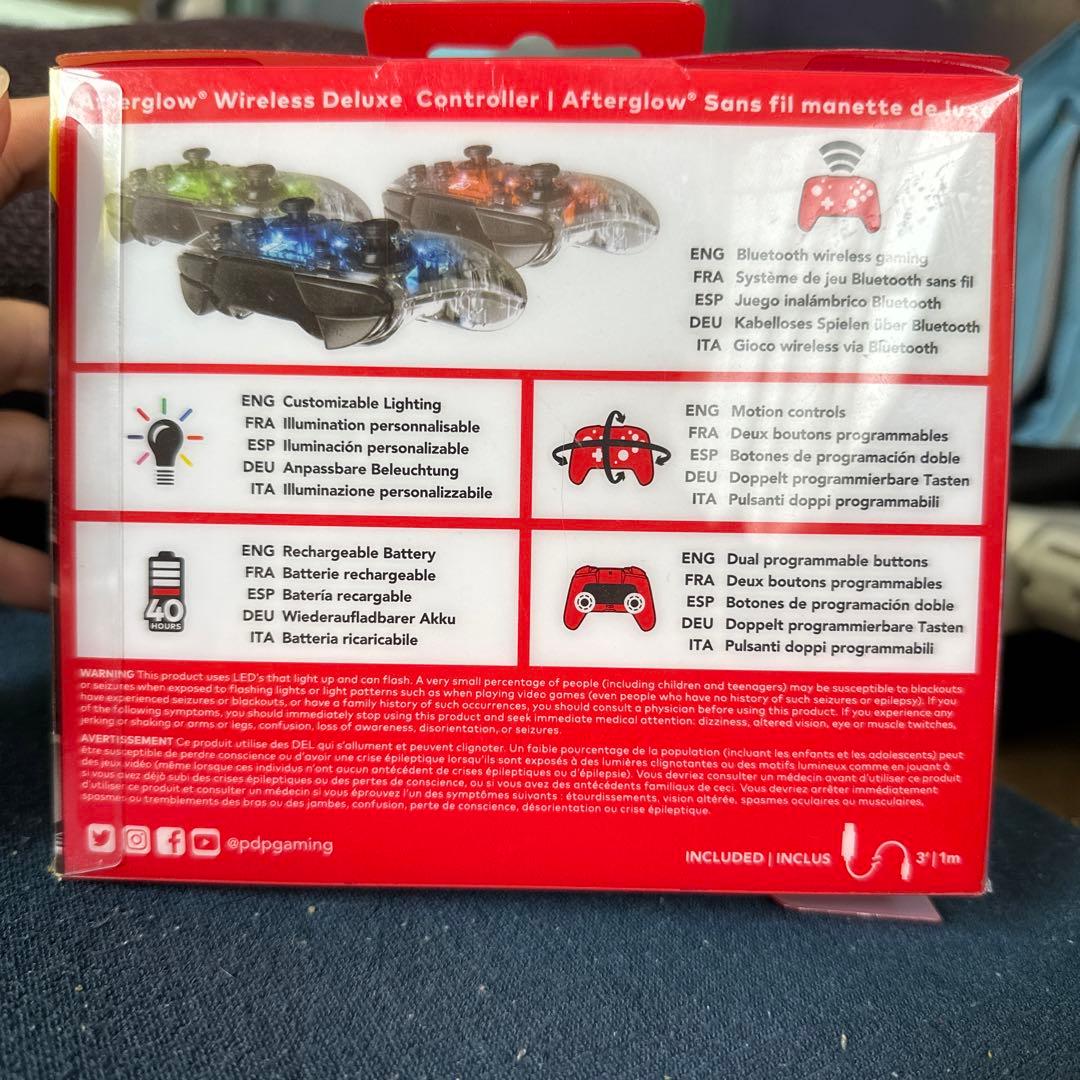 Afterglow® Wireless Deluxe Controller | Afterglow® Sans fil manette de luxe
ENG Bluetooth wireless gaming
FRA Système de jeu Bluetooth sans fil
ESP Juego inalámbrico Bluetooth
DEU Kabelloses Spielen über Bluetooth
ITA Gioco wireless via Bluetooth
ENG Customizable Lighting
FRA Illumination personnalisable
ESP Iluminación personalizable
DEU Anpassbare Beleuchtung
ITA Illuminazione personalizzabile
ENG Motion controls
FRA Deux boutons programmables
ESP Botones de programación doble
DEU Doppelt programmierbare Tasten
ITA Pulsanti doppi programmabili
40
HOURS
ENG Rechargeable Battery
FRA Batterie rechargeable
ESP Batería recargable
DEU Wiederaufladbarer Akku
ITA Batteria ricaricabile
ENG Dual programmable buttons
FRA Deux boutons programmables
ESP Botones de programación doble
DEU Doppelt programmierbare Tasten
ITA Pulsanti doppi programmabili
WARNING This product uses LED's that light up and can flash. A very small percentage of people (including children and teenagers) may be susceptible to blackouts
or seizures when exposed to flashing lights or light patterns such as when playing video games (even people who have no history of such seizures or epilepsy). If you
have experienced seizures or blackouts, or have a family history of such occurrences, you should consult a physician before using this product. If you experience any
of the following symptoms, you should immediately stop using this product and seek immediate medical attention: dizziness, altered vision, eye or muscle twitches,
jerking or shaking or arms or legs, confusion, loss of awareness, disorientation, or seizures.
AVERTISSEMENT Ce produit utilise des DEL qui s'allument et peuvent clignoter. Un faible pourcentage de la population (incluant les enfants et les adolescents) peut
être susceptible de perdre conscience ou d'avoir une crise épileptique lorsqu'ils sont exposés à des lumières clignotantes ou des motifs lumineux comme en jouant à
des jeux vidéo (même lorsque ces individus n'ont aucun antécédent de crises épileptiques ou d'épilepsie). Vous devriez consulter un médecin avant d'utiliser ce produit
si vous avez déjà subi des crises épileptiques ou des pertes de conscience, ou si vous avez des antécédents familiaux de ceci. Vous devriez arrêter immédiatement
d'utiliser ce produit et consulter un médecin si vous éprouvez l'un des symptômes suivants : étourdissements, vision altérée, spasmes oculaires ou musculaires,
spasmes ou tremblements des bras ou des jambes, confusion, perte de conscience, désorientation ou crise épileptique.
@pdpgaming
INCLUDED | INCLUS
3' | 1m